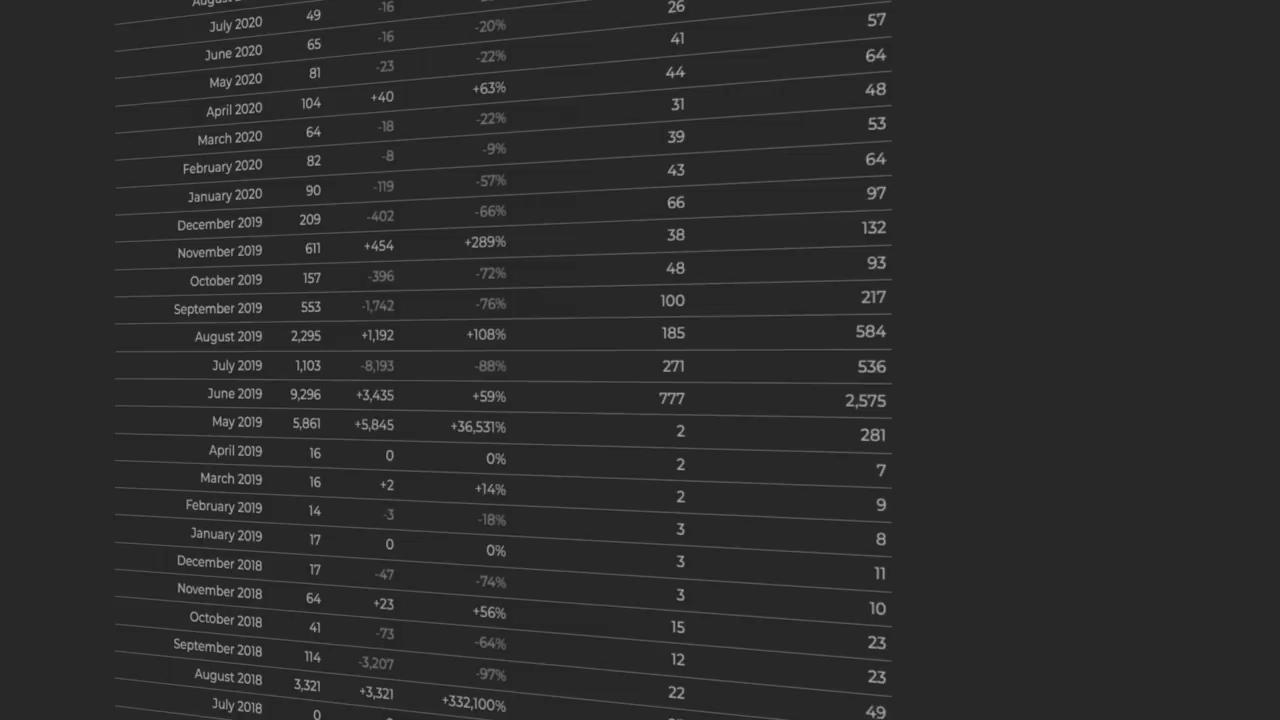 July 2020 49 -16
June 2020 65 -16 -20% 26
May 2020 81 -23 -22% 41 57
April 2020 104 +40 +63% 44 64
March 2020 64 -18 -22% 31 48
February 2020 82 -8 -9% 39 53
January 2020 90 -119 -57% 43 64
December 2019 209 -402 -66% 66 97
November 2019 611 +454 +289% 38 132
October 2019 157 -396 -72% 48 93
September 2019 553 -1,742 -76% 100 217
August 2019 2,295 +1,192 +108% 185 584
July 2019 1,103 -8,193 -88% 271 536
June 2019 9,296 +3,435 +59% 777 2,575
May 2019 5,861 +5,845 +36,531% 2 281
April 2019 16 0 0% 2 7
March 2019 16 +2 +14% 2 9
February 2019 14 -3 -18% 3 8
January 2019 17 0 0% 3 11
December 2018 17 -47 -74% 3 10
November 2018 64 +23 +56% 15 23
October 2018 41 -73 -64% 12 23
September 2018 114 -3,207 -97% 22 49
August 2018 3,321 +3,321 +332,100%
July 2018 0